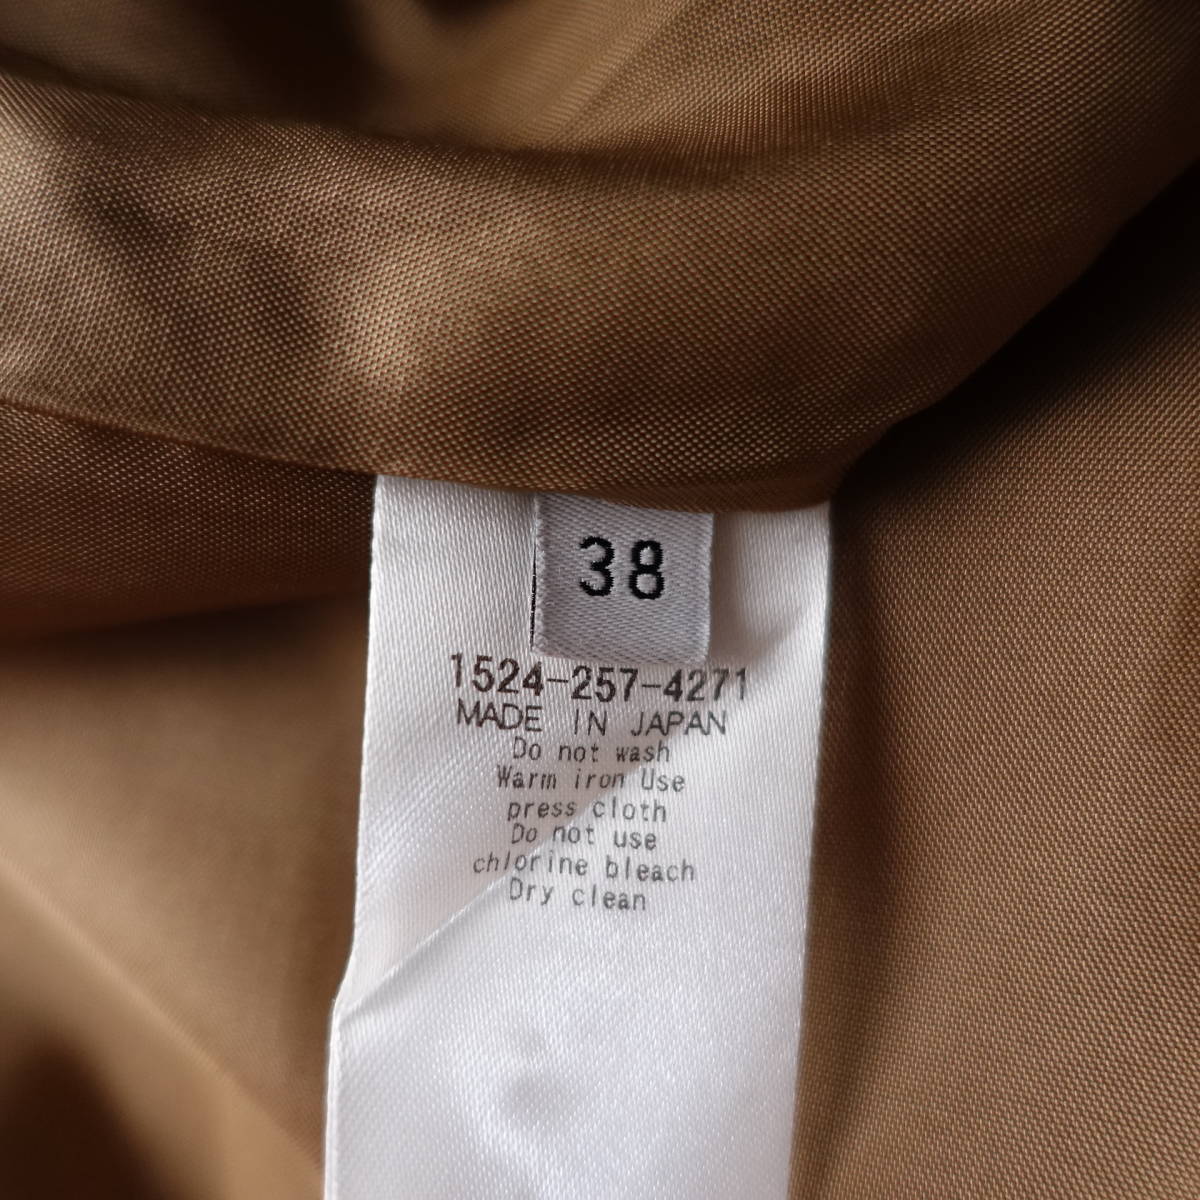 38
1524-257-4271
MADE IN JAPAN
Do not wash
Warm iron Use
press cloth
Do not use
chlorine bleach
Dry clean